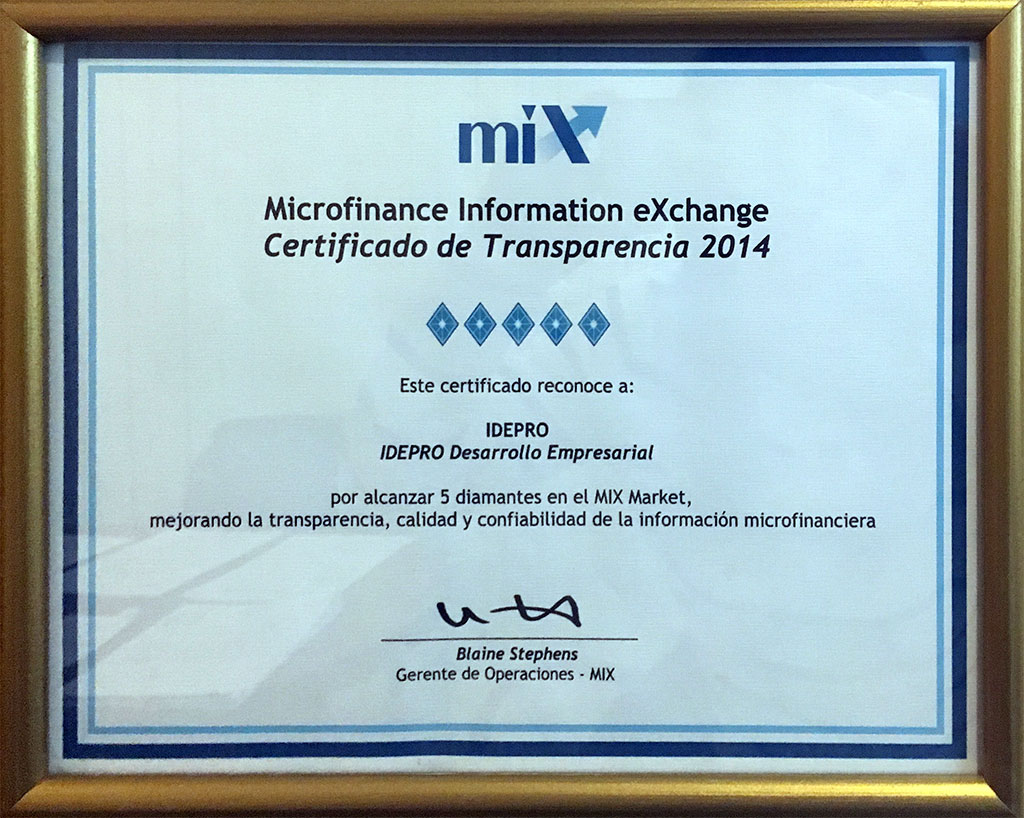 mix
Microfinance Information eXchange
Certificado de Transparencia 2014
Este certificado reconoce a:
IDEPRO
IDEPRO Desarrollo Empresarial
por alcanzar 5 diamantes en el MIX Market,
mejorando la transparencia, calidad y confiabilidad de la información microfinanciera
Blaine Stephens
Gerente de Operaciones - MIX